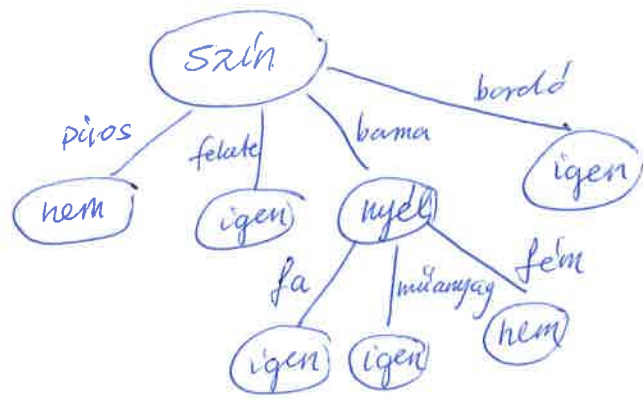 szín
piros
fekete
barna
bordó
nem
igen
nyél
igen
fa
műanyag
fém
igen
igen
nem